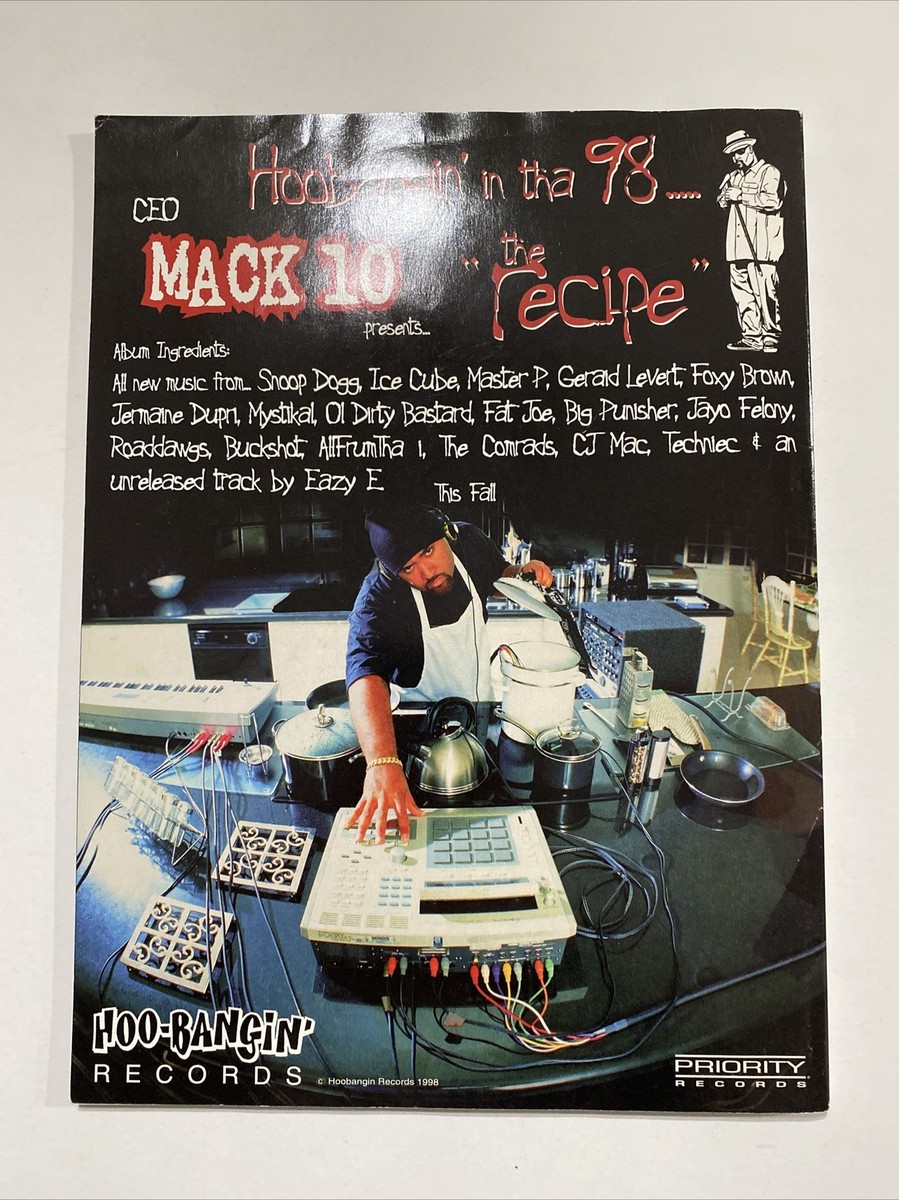 Hoobangin' in tha 98.....
CEO
MACK 10
"the recipe"
presents...
Album Ingredients:
All new music from... Snoop Dogg, Ice Cube, Master P, Gerald Levert, Foxy Brown,
Jermaine Dupri, Mystikal, Ol Dirty Bastard, Fat Joe, Big Punisher, Jayo Felony,
Roaddawgs, Buckshot, AllFrumTha i, The Comrads, CJ Mac, Techniec & an
unreleased track by Eazy E
This Fall
HOO-BANGIN'
RECORDS
(c) Hoobangin Records 1998
PRIORITY
RECORDS